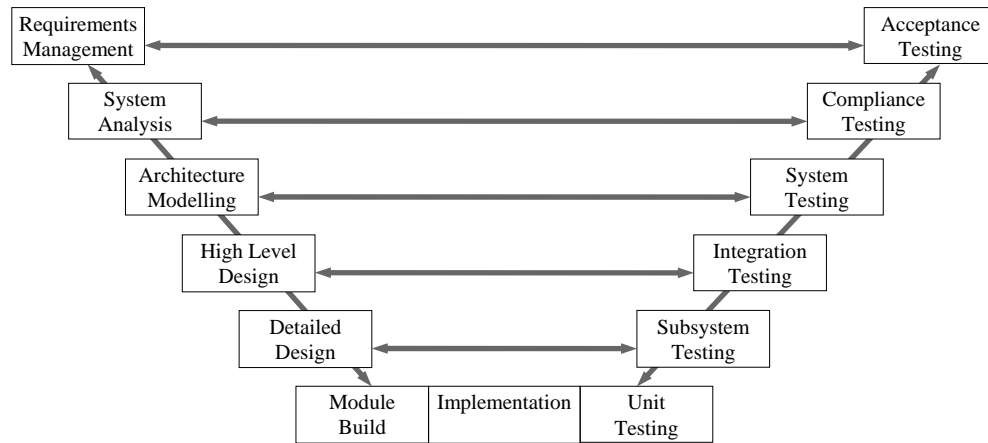 Requirements
Management
Acceptance
Testing
System
Analysis
Compliance
Testing
Architecture
Modelling
System
Testing
High Level
Design
Integration
Testing
Detailed
Design
Subsystem
Testing
Module
Build
Implementation
Unit
Testing